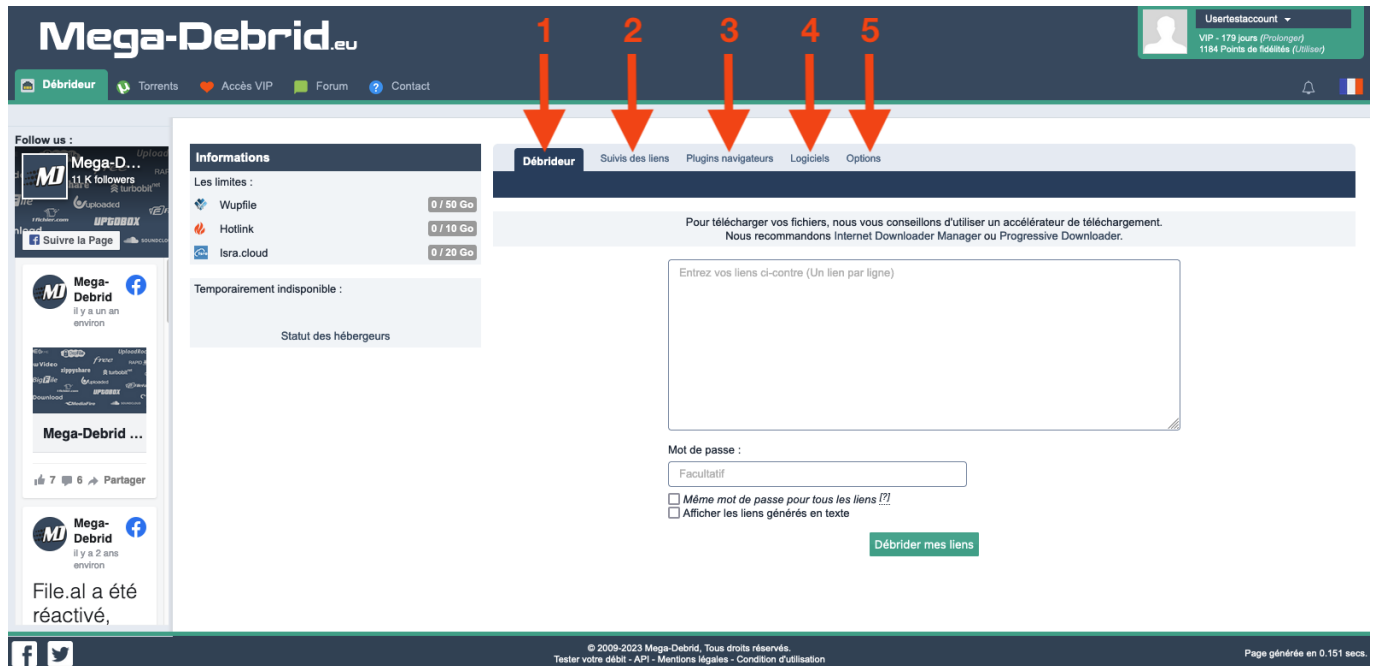 Mega-Debrid.eu
1 2 3 4 5
Usertestaccount
VIP - 179 jours (Prolonger)
1184 Points de fidélités (Utiliser)
Débrideur Torrents Accès VIP Forum Contact
Follow us :
Mega-D...
11 K followers
turbobit
uploaded
UPTOBOX
Suivre la Page
Mega-
Debrid
il y a un an
environ
free
zippyshare
turbobit
uploaded
UPTOBOX
Mega-Debrid ...
7 6 Partager
Mega-
Debrid
il y a 2 ans
environ
File.al a été
réactivé,
Informations
Les limites :
Wupfile 0 / 50 Go
Hotlink 0 / 10 Go
Isra.cloud 0 / 20 Go
Temporairement indisponible :
Statut des hébergeurs
Débrideur Suivis des liens Plugins navigateurs Logiciels Options
Pour télécharger vos fichiers, nous vous conseillons d'utiliser un accélérateur de téléchargement.
Nous recommandons Internet Downloader Manager ou Progressive Downloader.
Entrez vos liens ci-contre (Un lien par ligne)
Mot de passe :
Facultatif
Même mot de passe pour tous les liens [?]
Afficher les liens générés en texte
Débrider mes liens
© 2009-2023 Mega-Debrid, Tous droits réservés.
Tester votre débit - API - Mentions légales - Condition d'utilisation
Page générée en 0.151 secs.